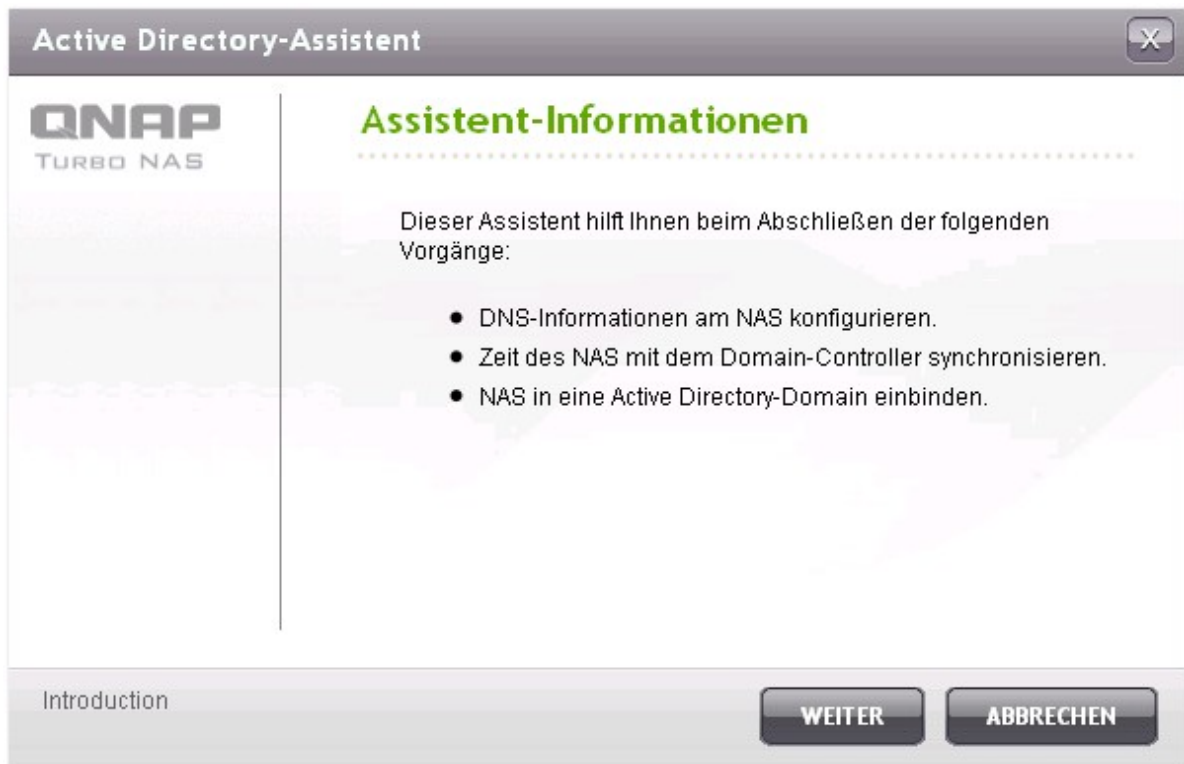 Active Directory-Assistent
X
QNAP
TURBO NAS
Assistent-Informationen
Dieser Assistent hilft Ihnen beim Abschließen der folgenden
Vorgänge:
● DNS-Informationen am NAS konfigurieren.
● Zeit des NAS mit dem Domain-Controller synchronisieren.
● NAS in eine Active Directory-Domain einbinden.
Introduction
WEITER
ABBRECHEN